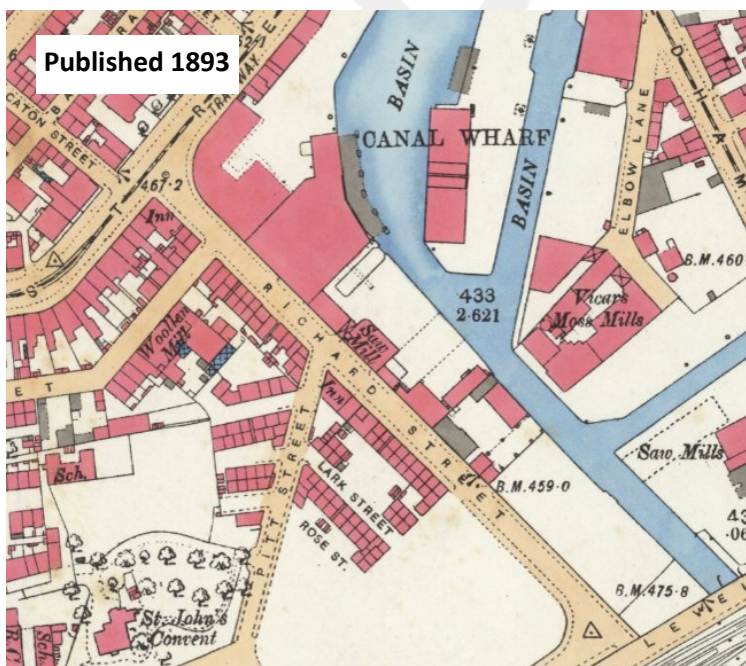 Published 1893
BASIN
TRAMWAY
CATON STREET
CANAL WHARF
ELBOW LANE
BASIN
467·2
Inn
B.M.460
433
2·621
Vicars
Moss Mills
RICHARD STREET
Woollen
Mill
Saw
Mill
Inn
Saw Mills
Sch.
PITT STREET
LARK STREET
B.M.459·0
ROSE ST.
B.M.475·8
St. John's
Convent
Sch.
R.C.